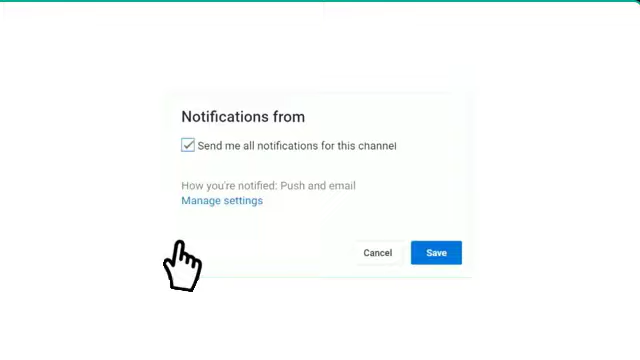 Notifications from
Send me all notifications for this channel
How you're notified: Push and email
Manage settings
Cancel
Save